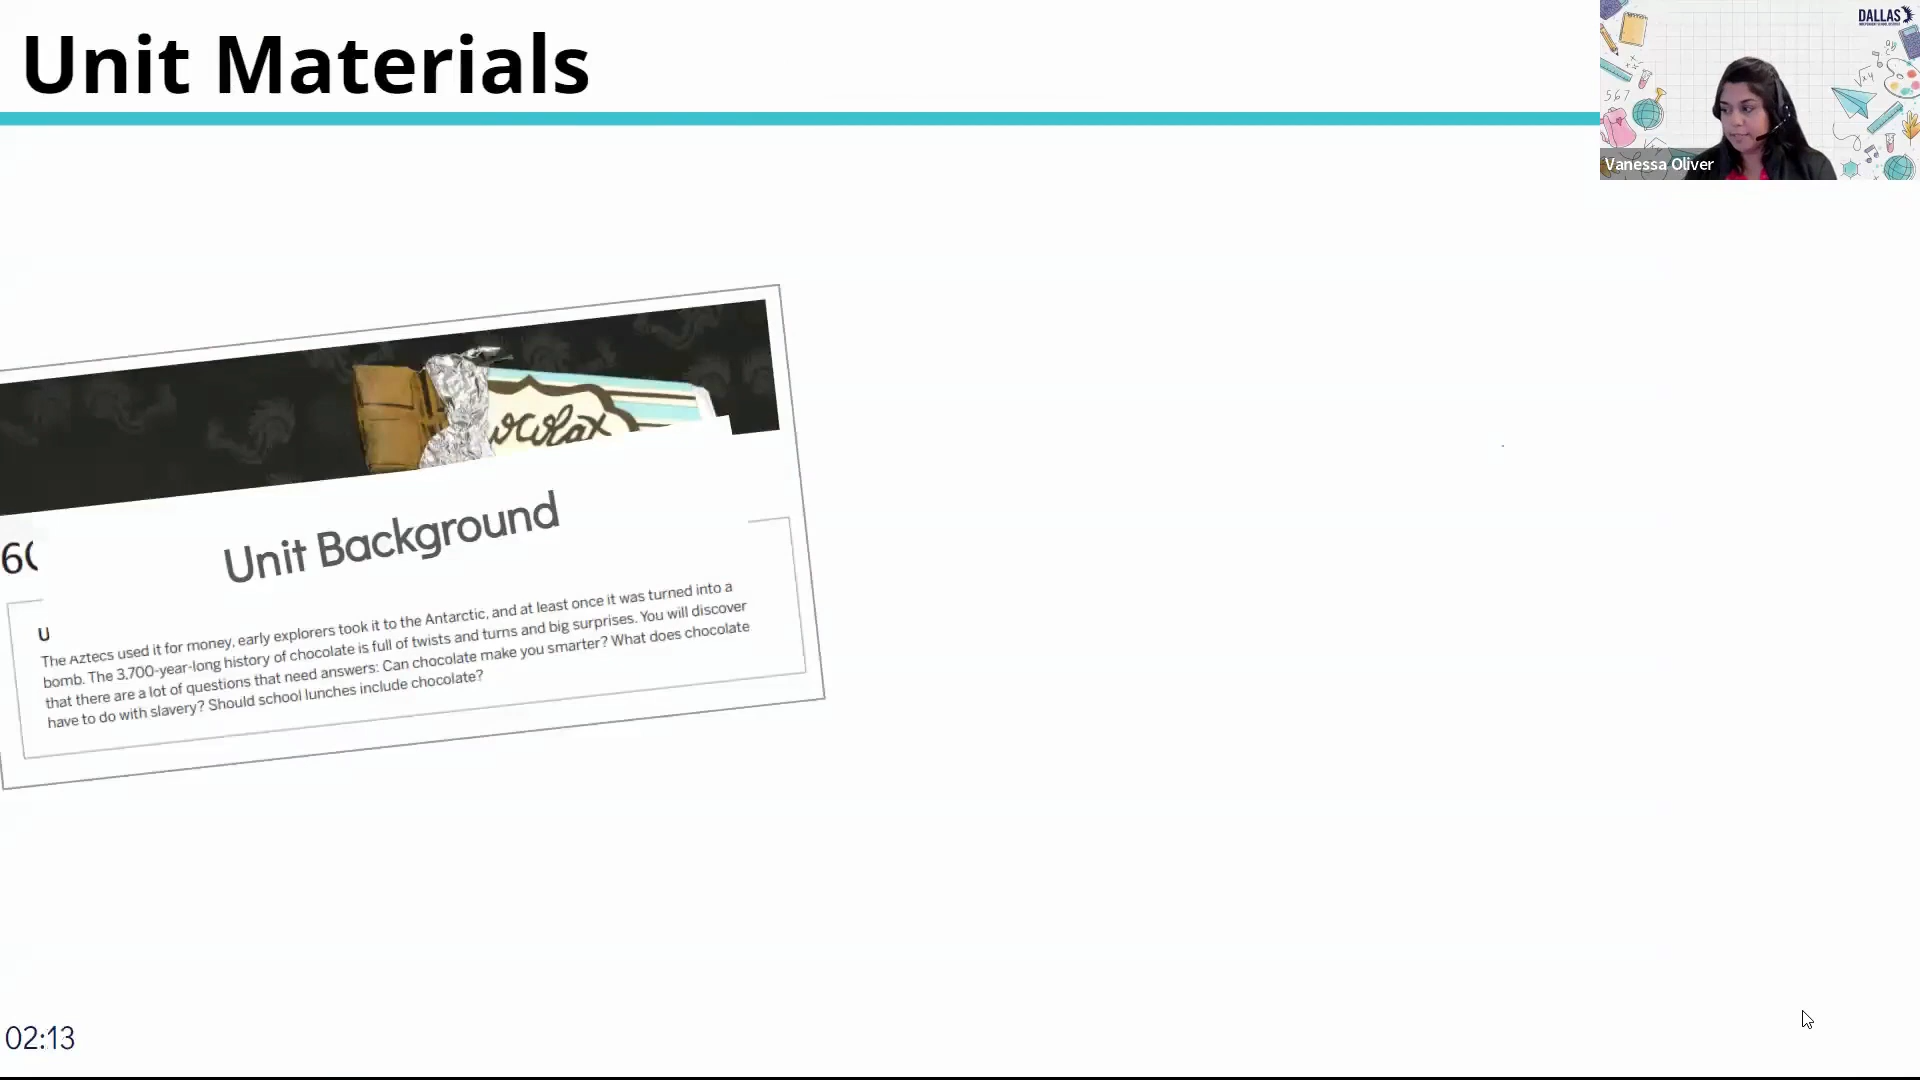 Unit Materials
DALLAS
Vanessa Oliver
Unit Background
The Aztecs used it for money, early explorers took it to the Antarctic, and at least once it was turned into a
bomb. The 3,700-year-long history of chocolate is full of twists and turns and big surprises. You will discover
that there are a lot of questions that need answers: Can chocolate make you smarter? What does chocolate
have to do with slavery? Should school lunches include chocolate?
02:13